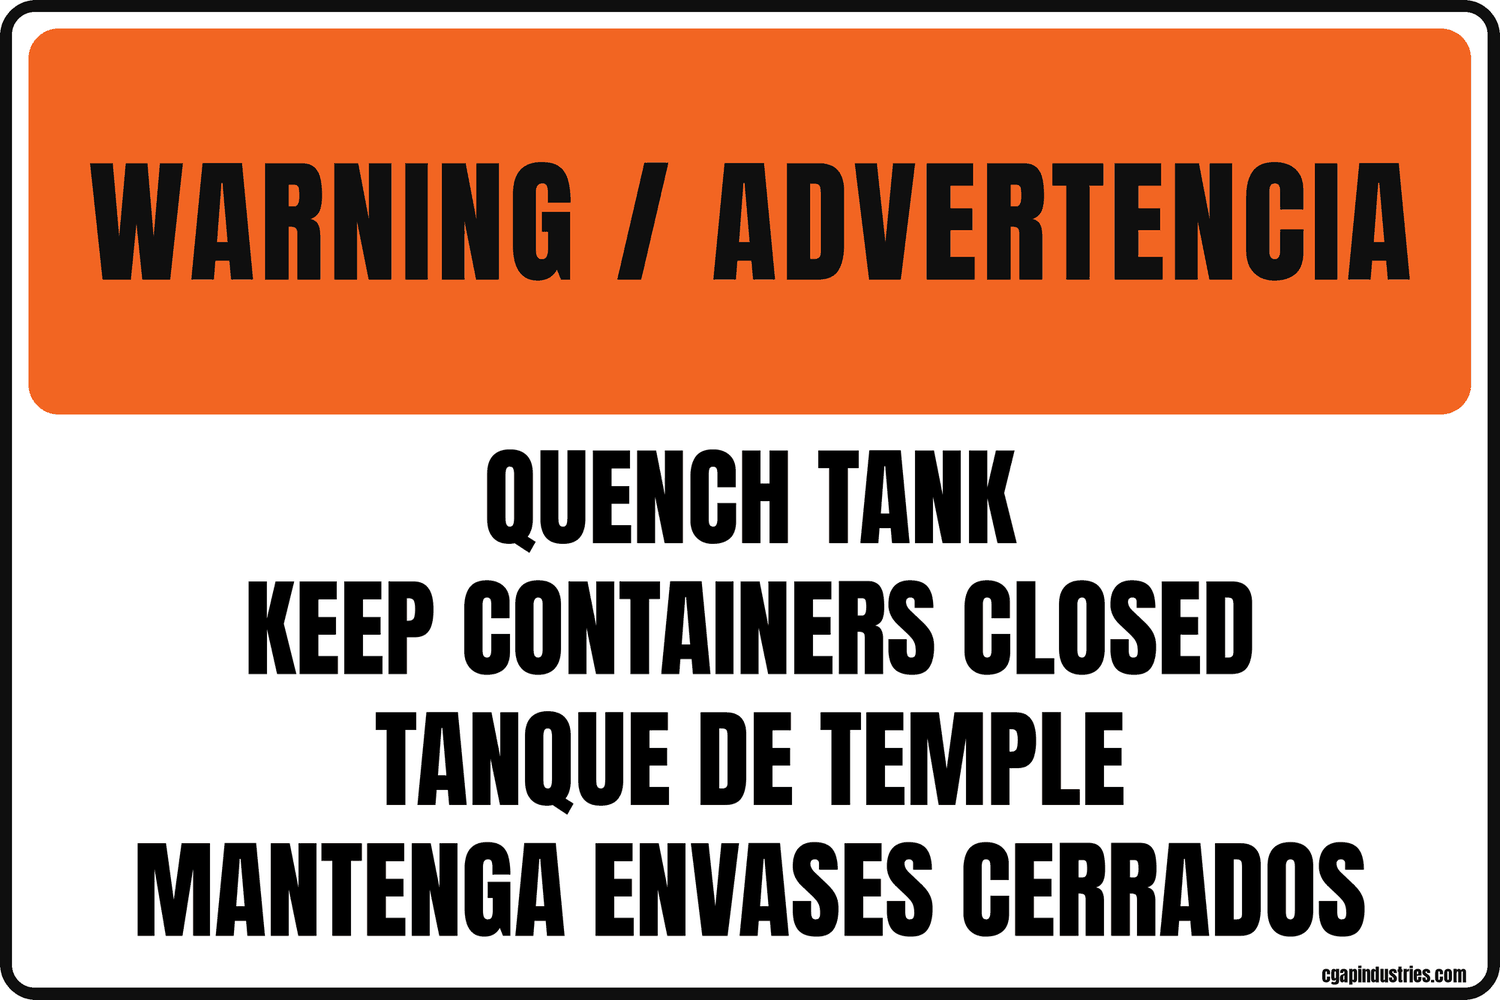 WARNING / ADVERTENCIA
QUENCH TANK
KEEP CONTAINERS CLOSED
TANQUE DE TEMPLE
MANTENGA ENVASES CERRADOS
cgapindustries.com